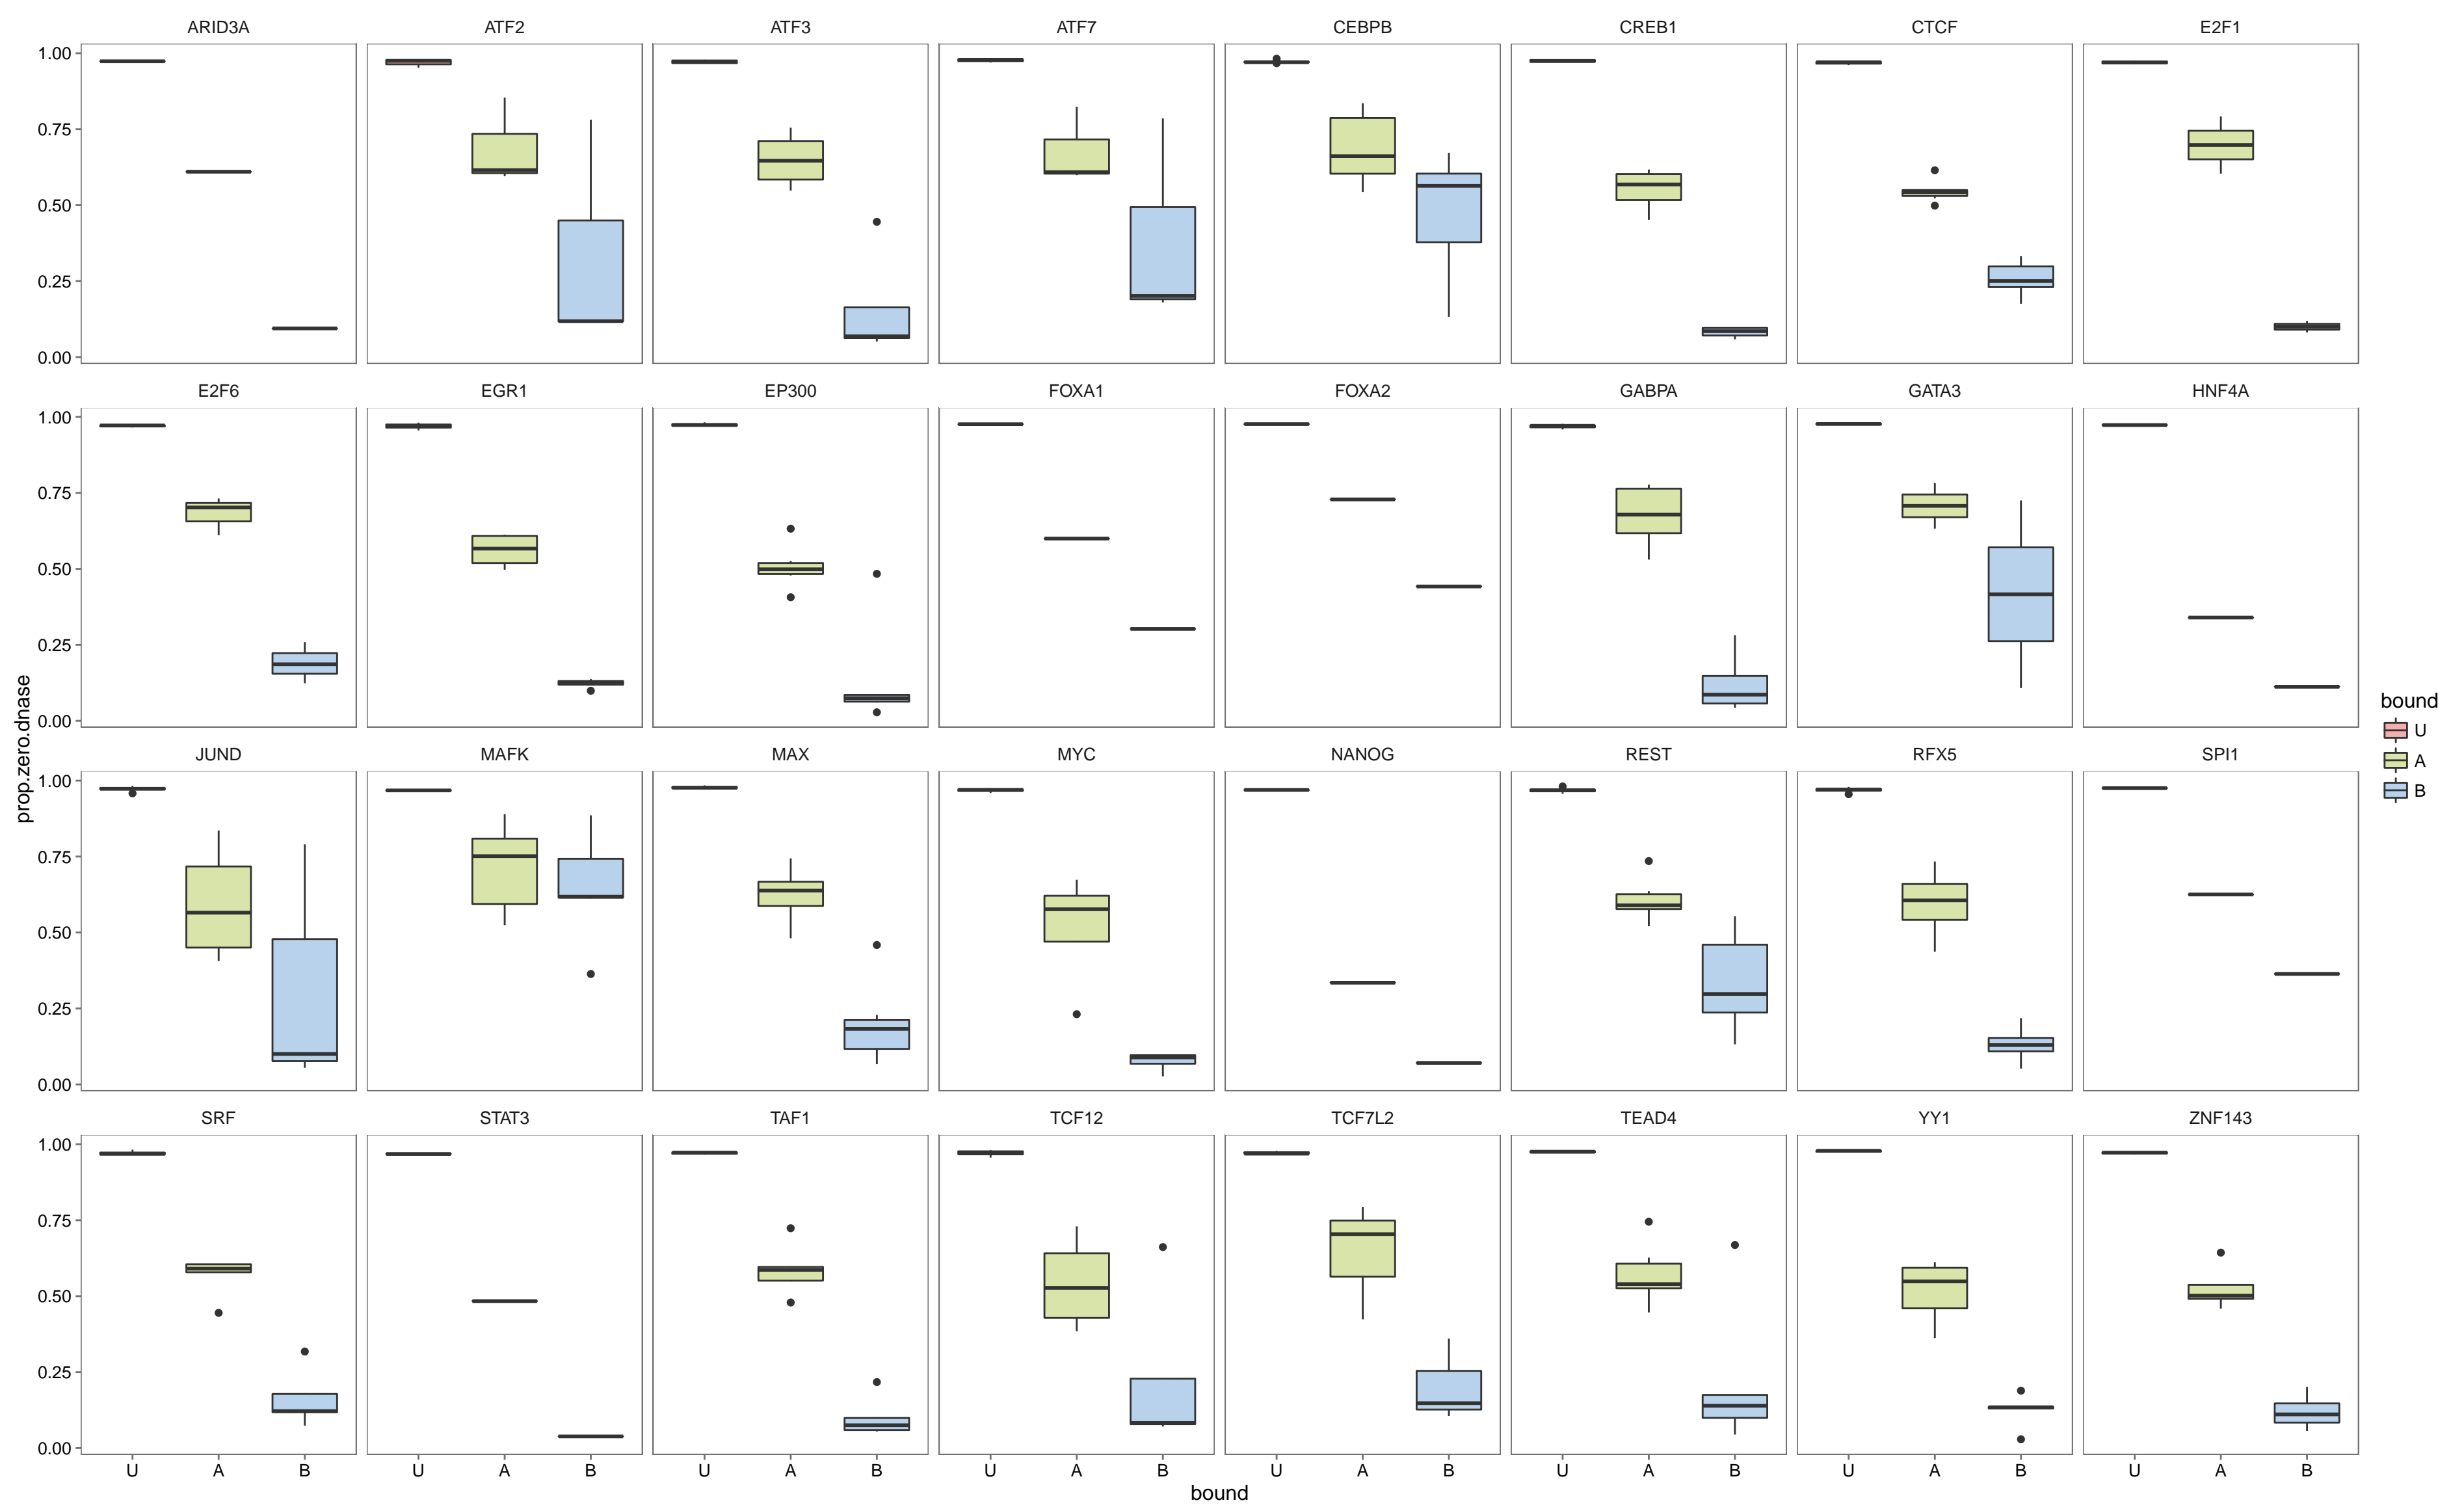 ARID3A ATF2 ATF3 ATF7 CEBPB CREB1 CTCF E2F1
1.00
0.75
0.50
0.25
0.00
E2F6 EGR1 EP300 FOXA1 FOXA2 GABPA GATA3 HNF4A
1.00
0.75
0.50
0.25
0.00
JUND MAFK MAX MYC NANOG REST RFX5 SPI1
1.00
0.75
0.50
0.25
0.00
SRF STAT3 TAF1 TCF12 TCF7L2 TEAD4 YY1 ZNF143
1.00
0.75
0.50
0.25
0.00
U A B U A B U A B U A B U A B U A B U A B U A B
bound
prop.zero.dnase
bound
U
A
B